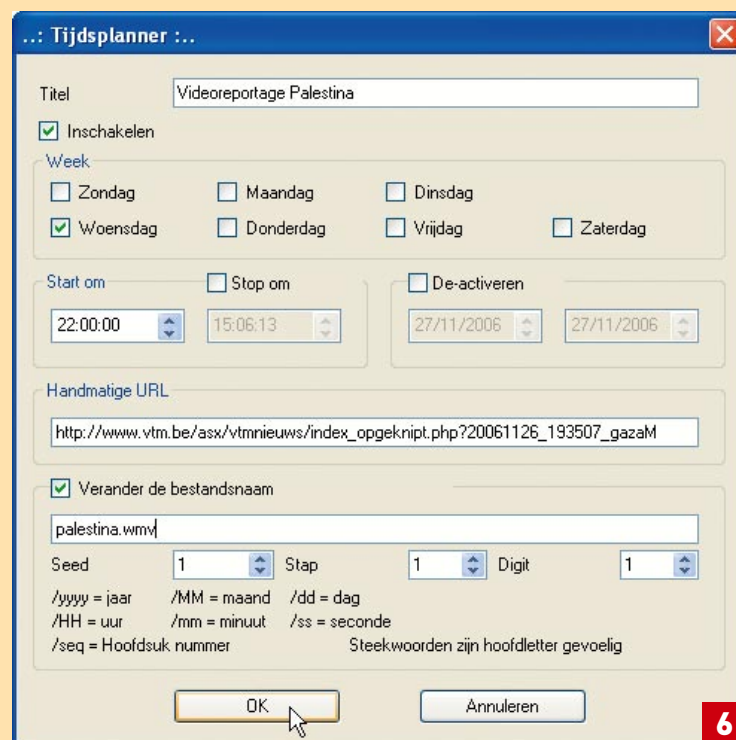 ..: Tijdsplanner :..
Titel Videoreportage Palestina
Inschakelen
Week
Zondag Maandag Dinsdag
Woensdag Donderdag Vrijdag Zaterdag
Start om Stop om De-activeren
22:00:00 15:06:13 27/11/2006 27/11/2006
Handmatige URL
http://www.vtm.be/asx/vtmnieuws/index_opgeknipt.php?20061126_193507_gazaM
Verander de bestandsnaam
palestina.wmv
Seed 1 Stap 1 Digit 1
/yyyy = jaar /MM = maand /dd = dag
/HH = uur /mm = minuut /ss = seconde
/seq = Hoofdsuk nummer Steekwoorden zijn hoofdletter gevoelig
OK Annuleren
6